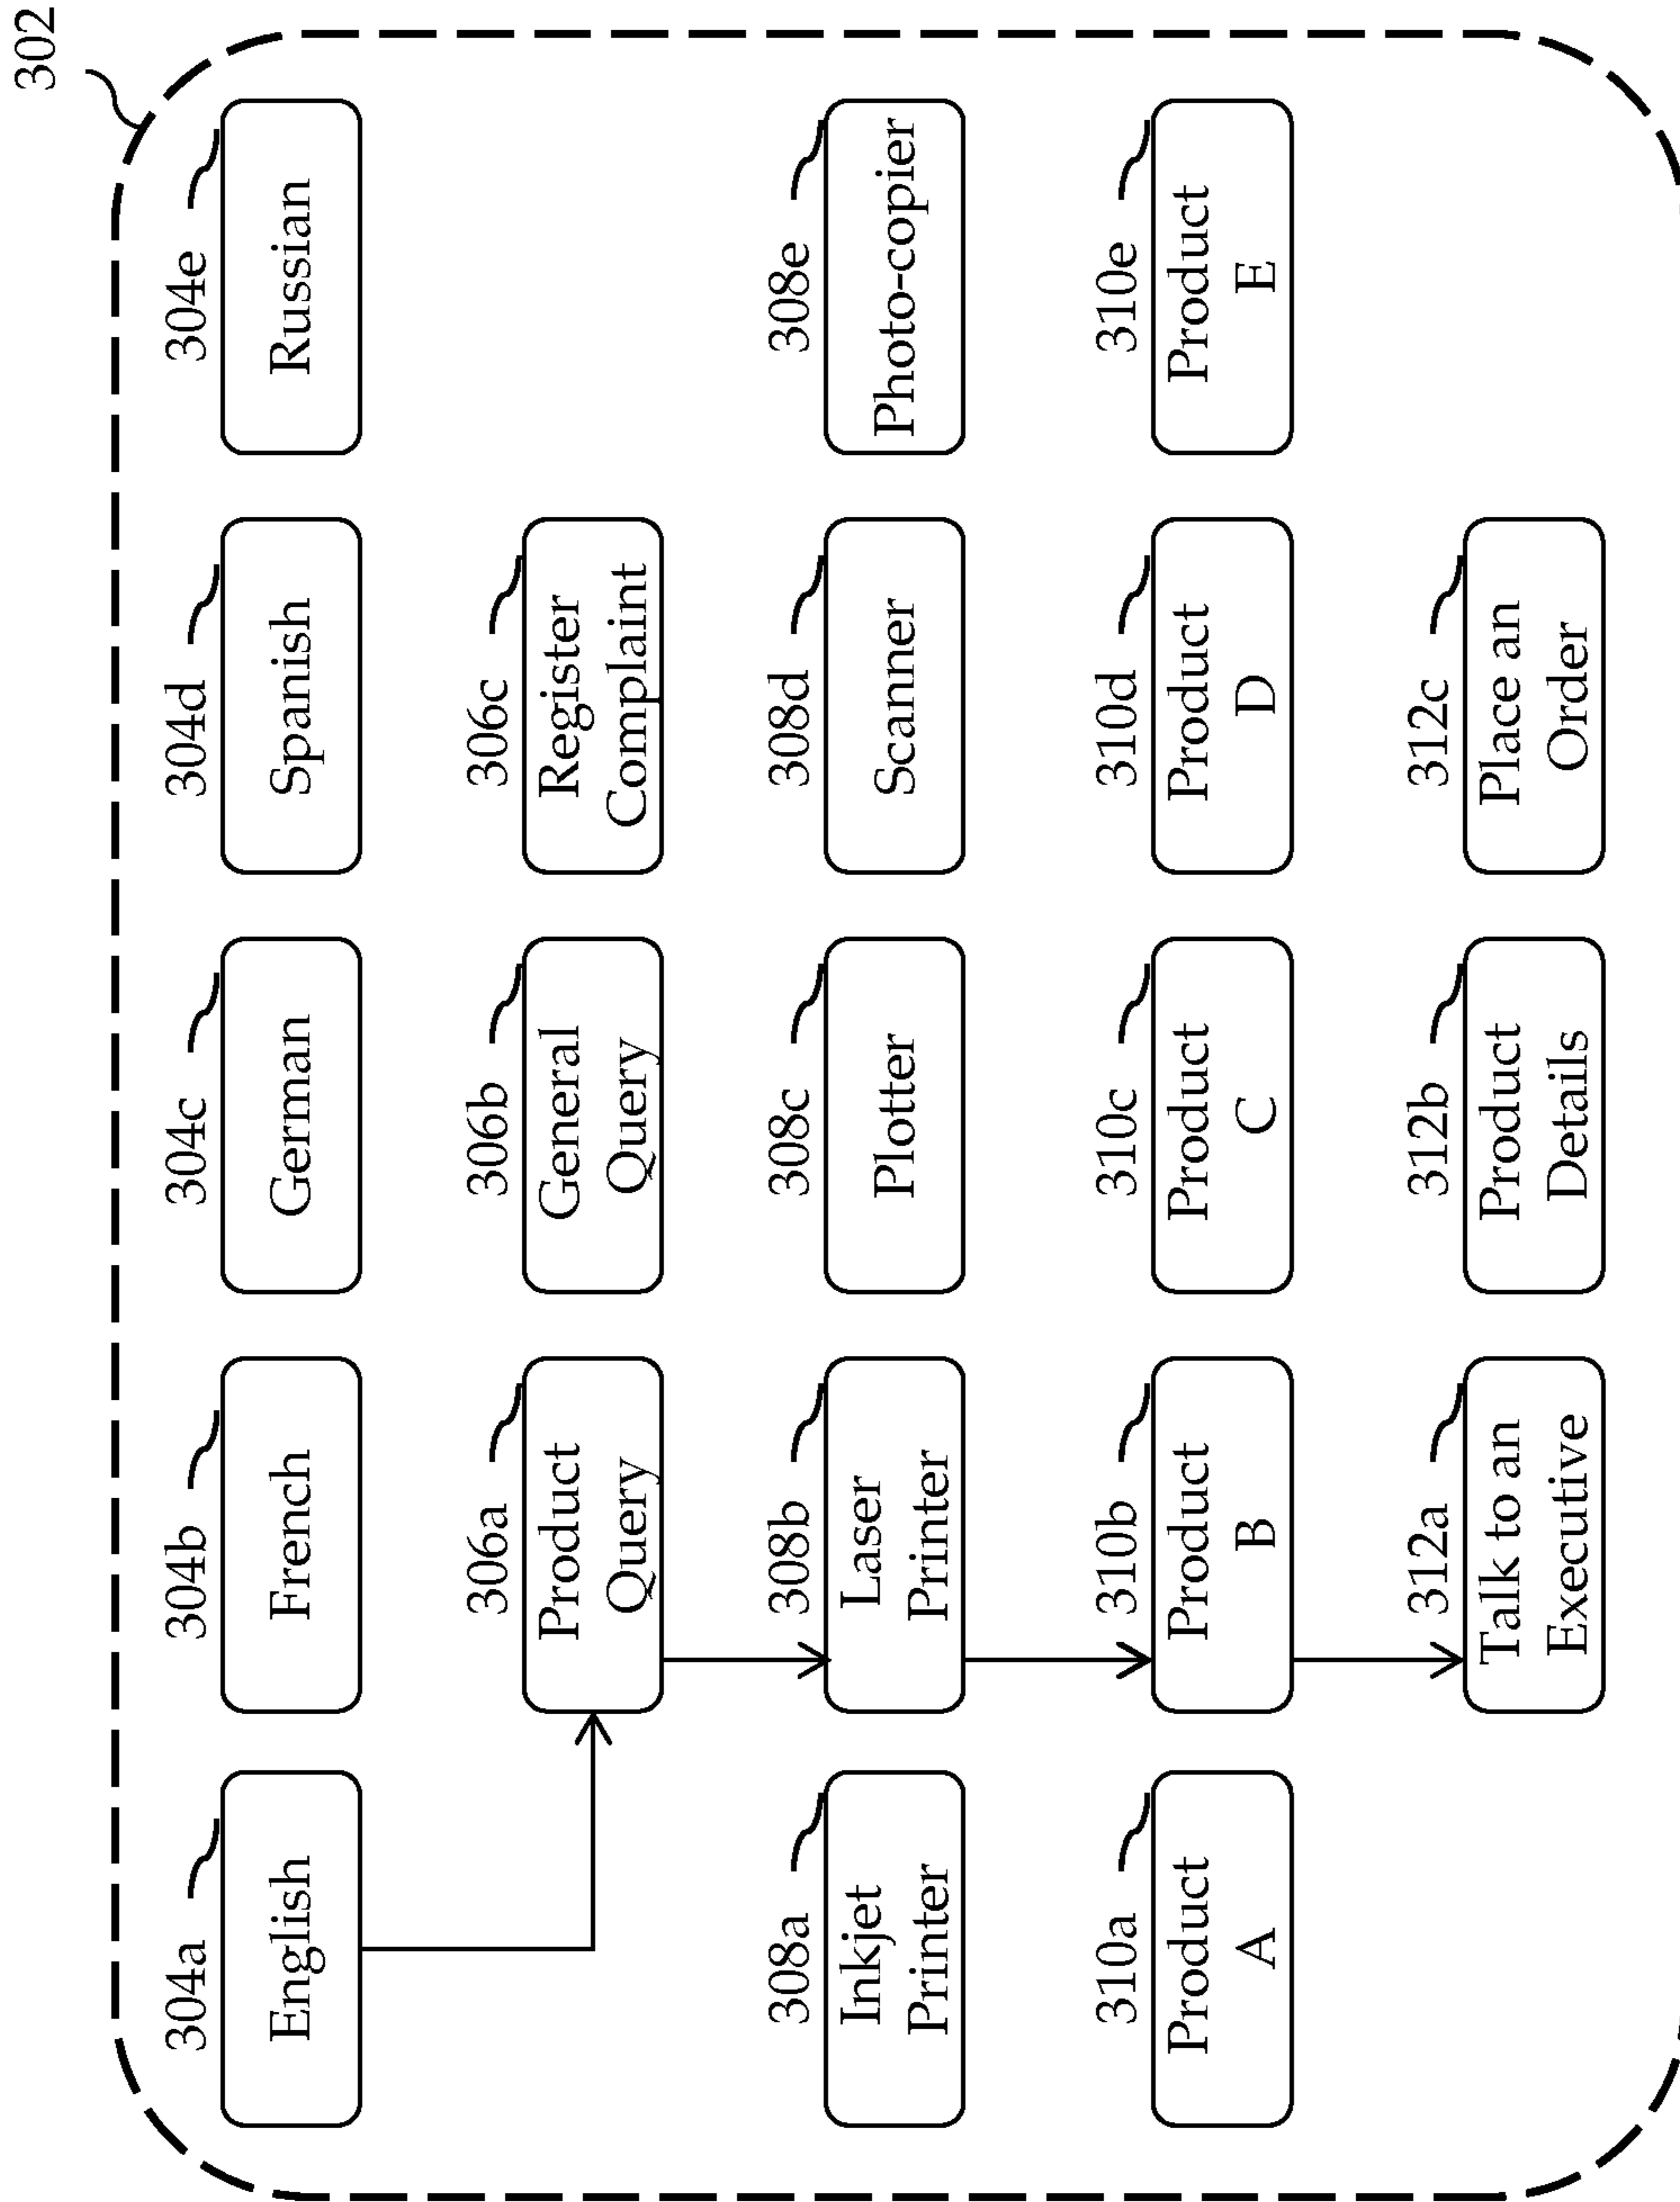 302
304a
304b
304c
304d
304e
English
French
German
Spanish
Russian
306a
306b
306c
Product
Query
General
Query
Register
Complaint
308a
308b
308c
308d
308e
Inkjet
Printer
Laser
Printer
Plotter
Scanner
Photo-copier
310a
310b
310c
310d
310e
Product
A
Product
B
Product
C
Product
D
Product
E
312a
312b
312c
Talk to an
Executive
Product
Details
Place an
Order